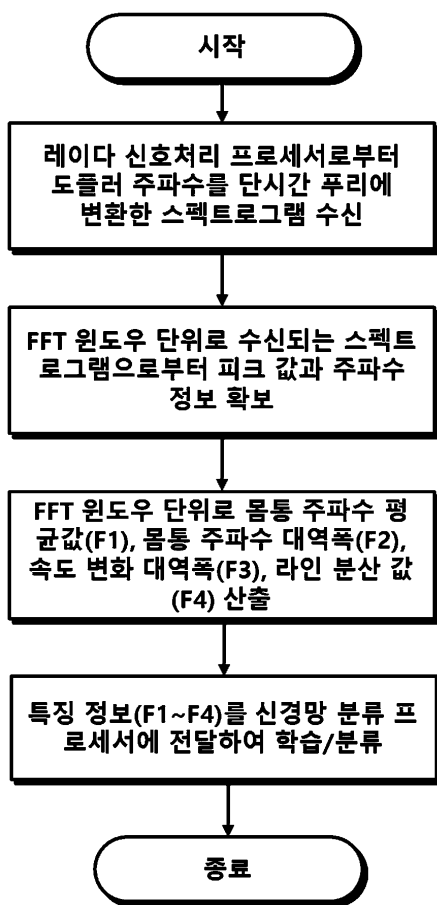 시작
레이다 신호처리 프로세서로부터
도플러 주파수를 단시간 푸리에
변환한 스펙트로그램 수신
FFT 윈도우 단위로 수신되는 스펙트
로그램으로부터 피크 값과 주파수
정보 확보
FFT 윈도우 단위로 몸통 주파수 평
균값(F1), 몸통 주파수 대역폭(F2),
속도 변화 대역폭(F3), 라인 분산 값
(F4) 산출
특징 정보(F1~F4)를 신경망 분류 프
로세서에 전달하여 학습/분류
종료